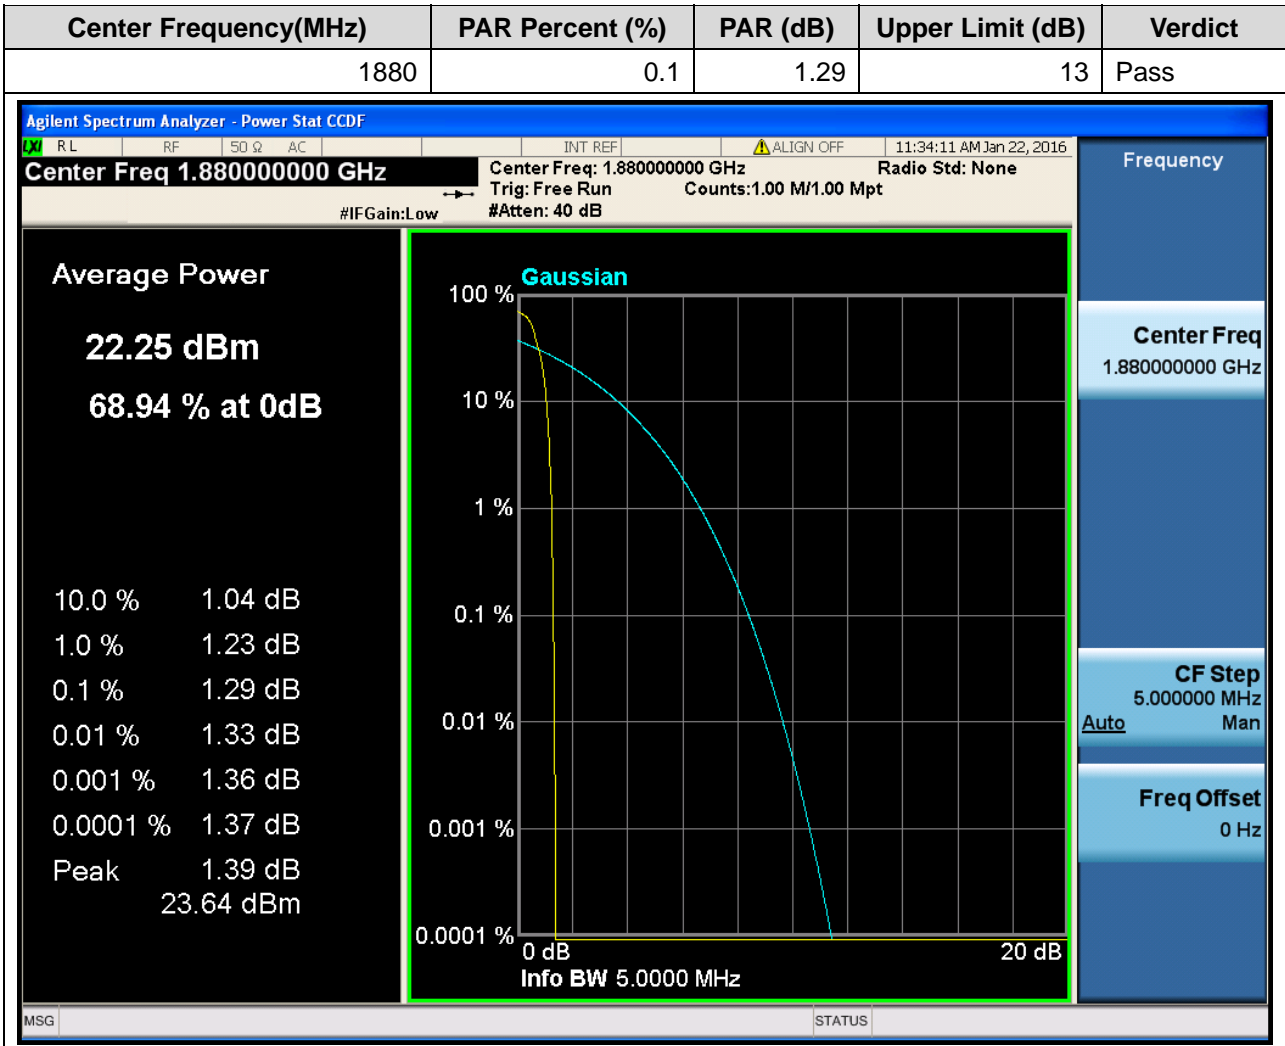 Center Frequency(MHz) PAR Percent (%) PAR (dB) Upper Limit (dB) Verdict
1880 0.1 1.29 13 Pass
Agilent Spectrum Analyzer - Power Stat CCDF
LXI RL RF 50 Ω AC INT REF ALIGN OFF 11:34:11 AM Jan 22, 2016
Center Freq 1.880000000 GHz
Center Freq: 1.880000000 GHz Radio Std: None
Trig: Free Run Counts:1.00 M/1.00 Mpt
#IFGain:Low #Atten: 40 dB
Average Power
22.25 dBm
68.94 % at 0dB
10.0 % 1.04 dB
1.0 % 1.23 dB
0.1 % 1.29 dB
0.01 % 1.33 dB
0.001 % 1.36 dB
0.0001 % 1.37 dB
Peak 1.39 dB
23.64 dBm
Gaussian
100 %
10 %
1 %
0.1 %
0.01 %
0.001 %
0.0001 %
0 dB 20 dB
Info BW 5.0000 MHz
Frequency
Center Freq
1.880000000 GHz
CF Step
5.000000 MHz
Auto Man
Freq Offset
0 Hz
MSG STATUS